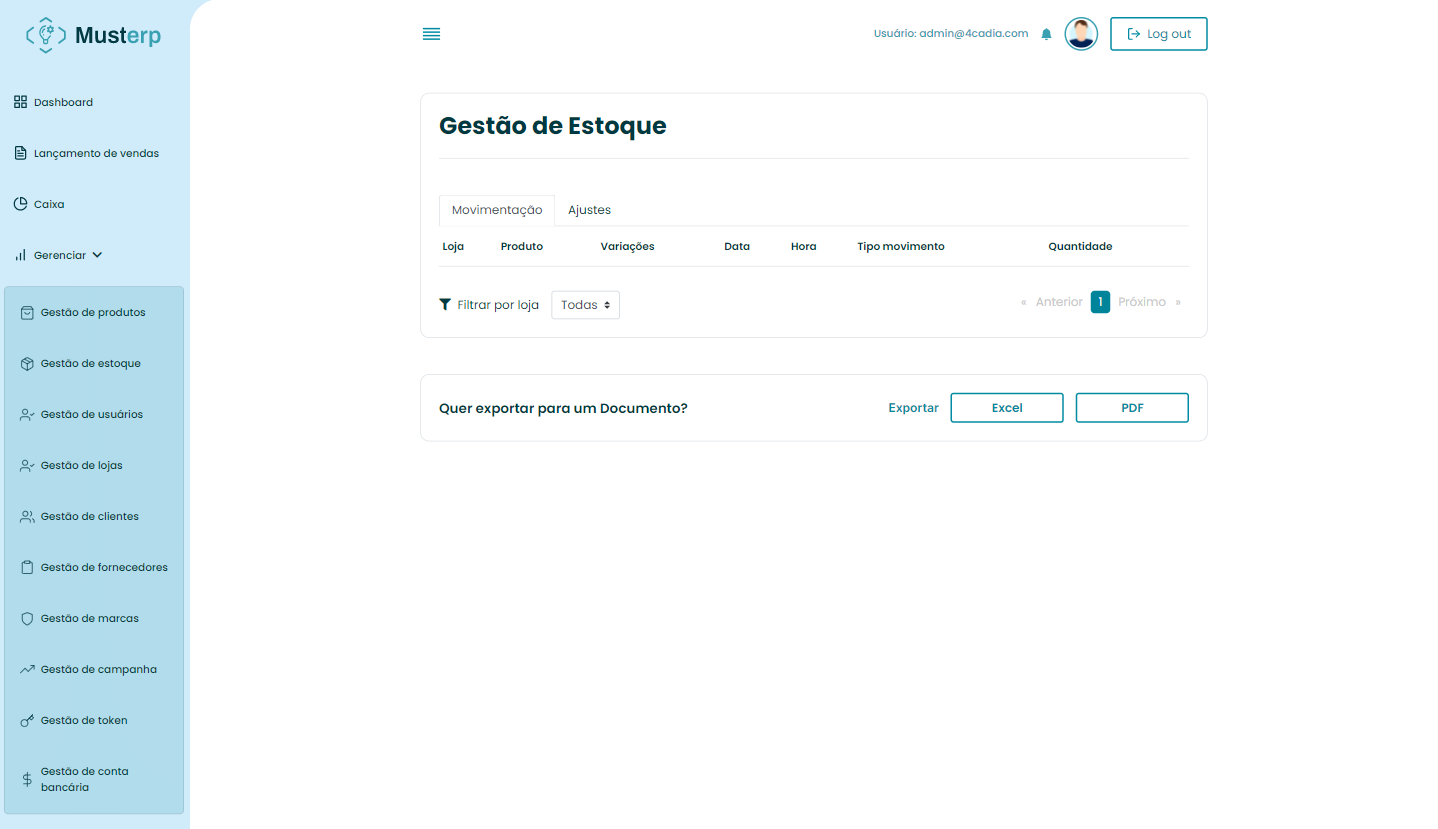 Musterp
Usuário: admin@4cadia.com
Log out
Dashboard
Lançamento de vendas
Caixa
Gerenciar
Gestão de produtos
Gestão de estoque
Gestão de usuários
Gestão de lojas
Gestão de clientes
Gestão de fornecedores
Gestão de marcas
Gestão de campanha
Gestão de token
Gestão de conta
bancária
Gestão de Estoque
Movimentação Ajustes
Loja Produto Variações Data Hora Tipo movimento Quantidade
Filtrar por loja Todas « Anterior 1 Próximo »
Quer exportar para um Documento? Exportar Excel PDF